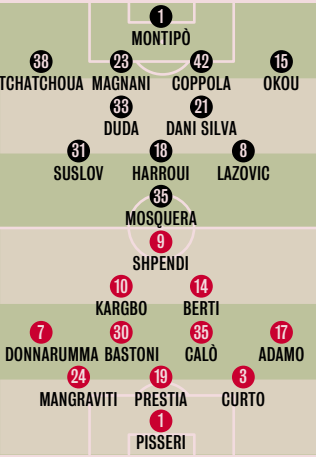 1
MONTIPÒ
38 23 42 15
TCHATCHOUA MAGNANI COPPOLA OKOU
33 21
DUDA DANI SILVA
31 18 8
SUSLOV HARROUI LAZOVIC
35
MOSQUERA
9
SHPENDI
10 14
KARGBO BERTI
7 30 35 17
DONNARUMMA BASTONI CALÒ ADAMO
24 19 3
MANGRAVITI PRESTIA CURTO
1
PISSERI